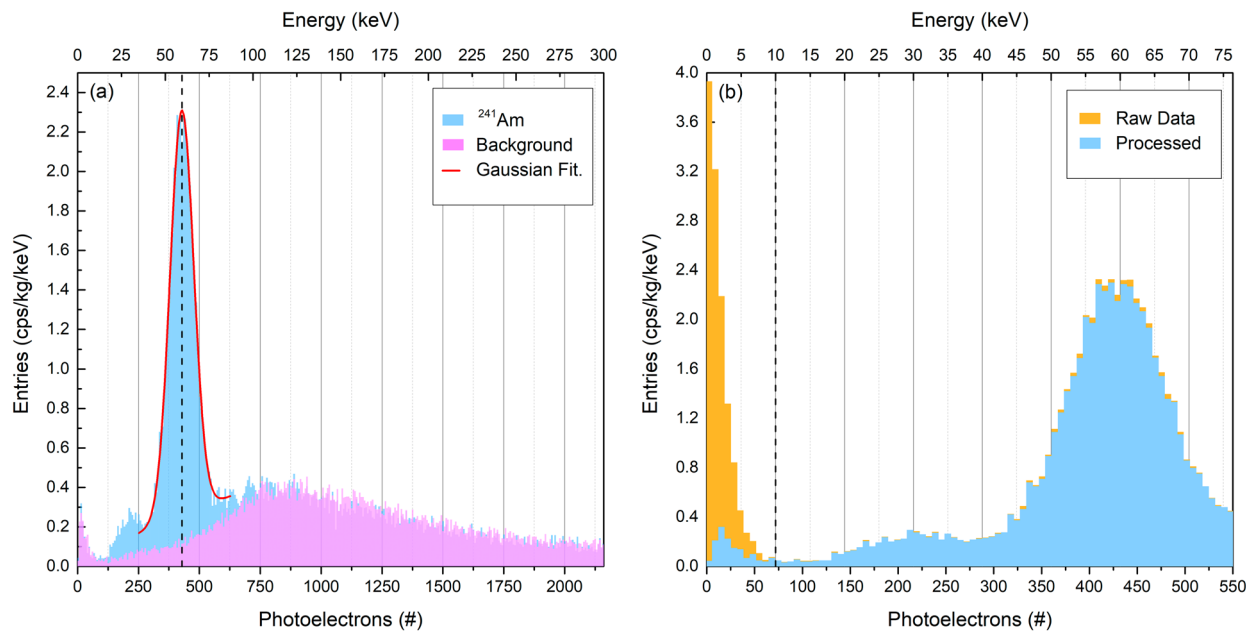 Energy (keV)
0 25 50 75 100 125 150 175 200 225 250 275 300
(a)
241Am
Background
Gaussian Fit.
Entries (cps/kg/keV)
2.4
2.2
2.0
1.8
1.6
1.4
1.2
1.0
0.8
0.6
0.4
0.2
0.0
0 250 500 750 1000 1250 1500 1750 2000
Photoelectrons (#)
Energy (keV)
0 5 10 15 20 25 30 35 40 45 50 55 60 65 70 75
(b)
Raw Data
Processed
Entries (cps/kg/keV)
4.0
3.6
3.2
2.8
2.4
2.0
1.6
1.2
0.8
0.4
0.0
0 50 100 150 200 250 300 350 400 450 500 550
Photoelectrons (#)